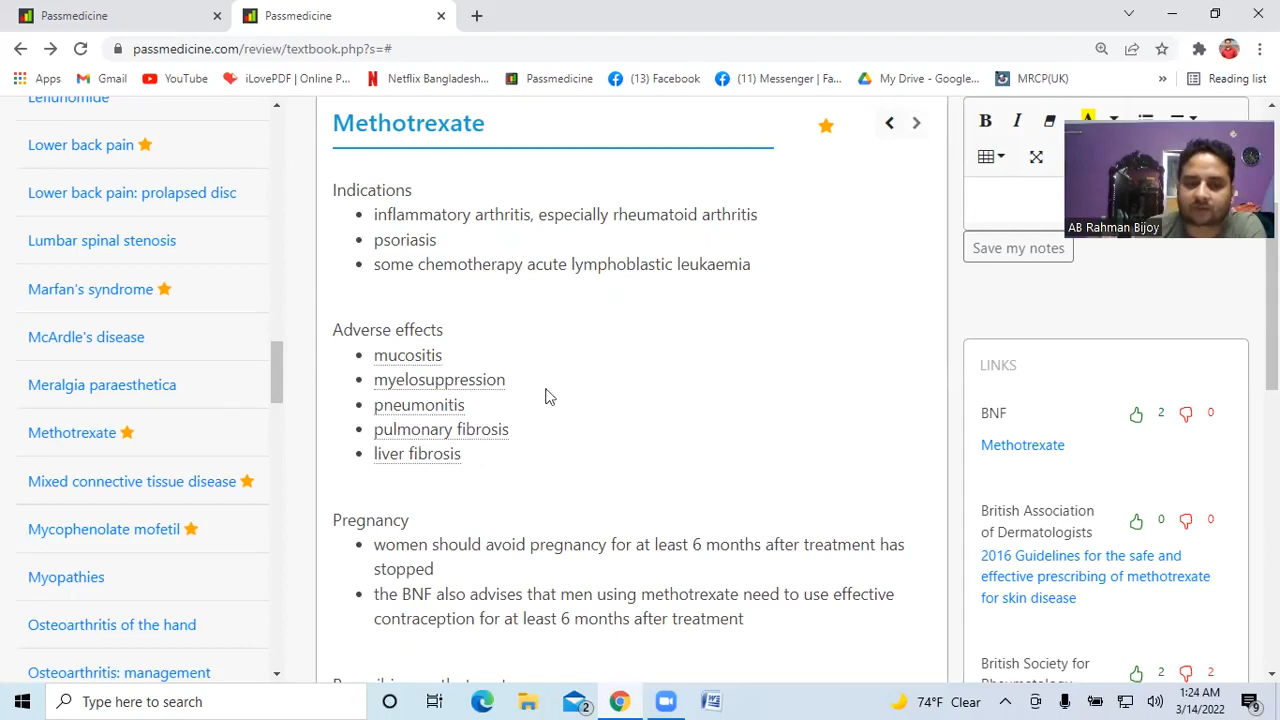 Passmedicine
Passmedicine
passmedicine.com/review/textbook.php?s=#
Apps Gmail YouTube iLovePDF | Online P... Netflix Bangladesh... Passmedicine (13) Facebook (11) Messenger | Fa... My Drive - Google... MRCP(UK) » Reading list
Leflunomide
Lower back pain
Lower back pain: prolapsed disc
Lumbar spinal stenosis
Marfan's syndrome
McArdle's disease
Meralgia paraesthetica
Methotrexate
Mixed connective tissue disease
Mycophenolate mofetil
Myopathies
Osteoarthritis of the hand
Osteoarthritis: management
Methotrexate
Indications
• inflammatory arthritis, especially rheumatoid arthritis
• psoriasis
• some chemotherapy acute lymphoblastic leukaemia
Adverse effects
• mucositis
• myelosuppression
• pneumonitis
• pulmonary fibrosis
• liver fibrosis
Pregnancy
• women should avoid pregnancy for at least 6 months after treatment has
stopped
• the BNF also advises that men using methotrexate need to use effective
contraception for at least 6 months after treatment
B I A
AB Rahman Bijoy
Save my notes
LINKS
BNF 2 0
Methotrexate
British Association
of Dermatologists 0 0
2016 Guidelines for the safe and
effective prescribing of methotrexate
for skin disease
British Society for
2 2
Type here to search
2
74°F Clear
1:24 AM
3/14/2022
9